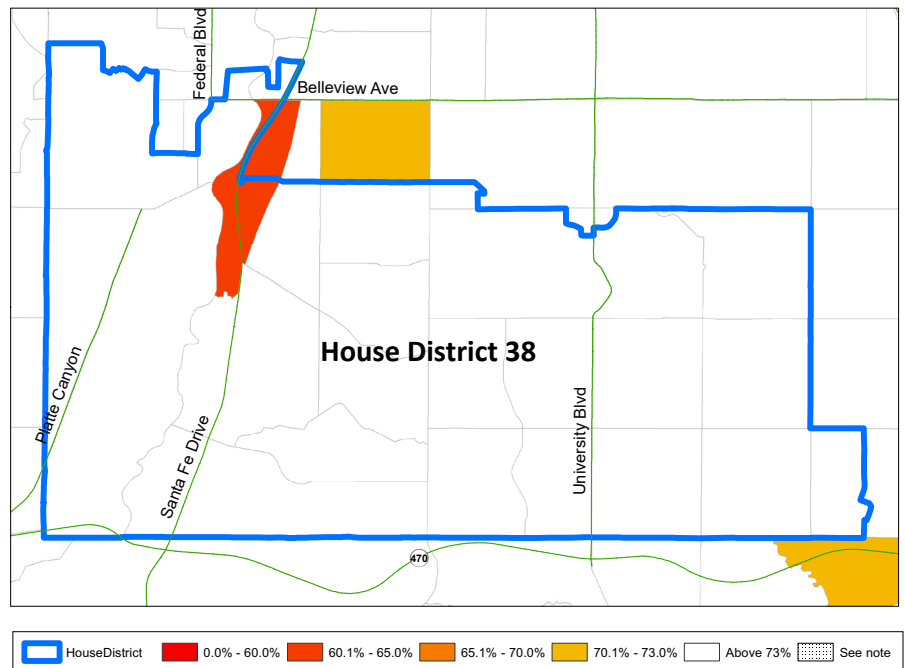 Federal Blvd
Belleview Ave
House District 38
Platte Canyon
Santa Fe Drive
University Blvd
470
HouseDistrict
0.0% - 60.0%
60.1% - 65.0%
65.1% - 70.0%
70.1% - 73.0%
Above 73%
See note